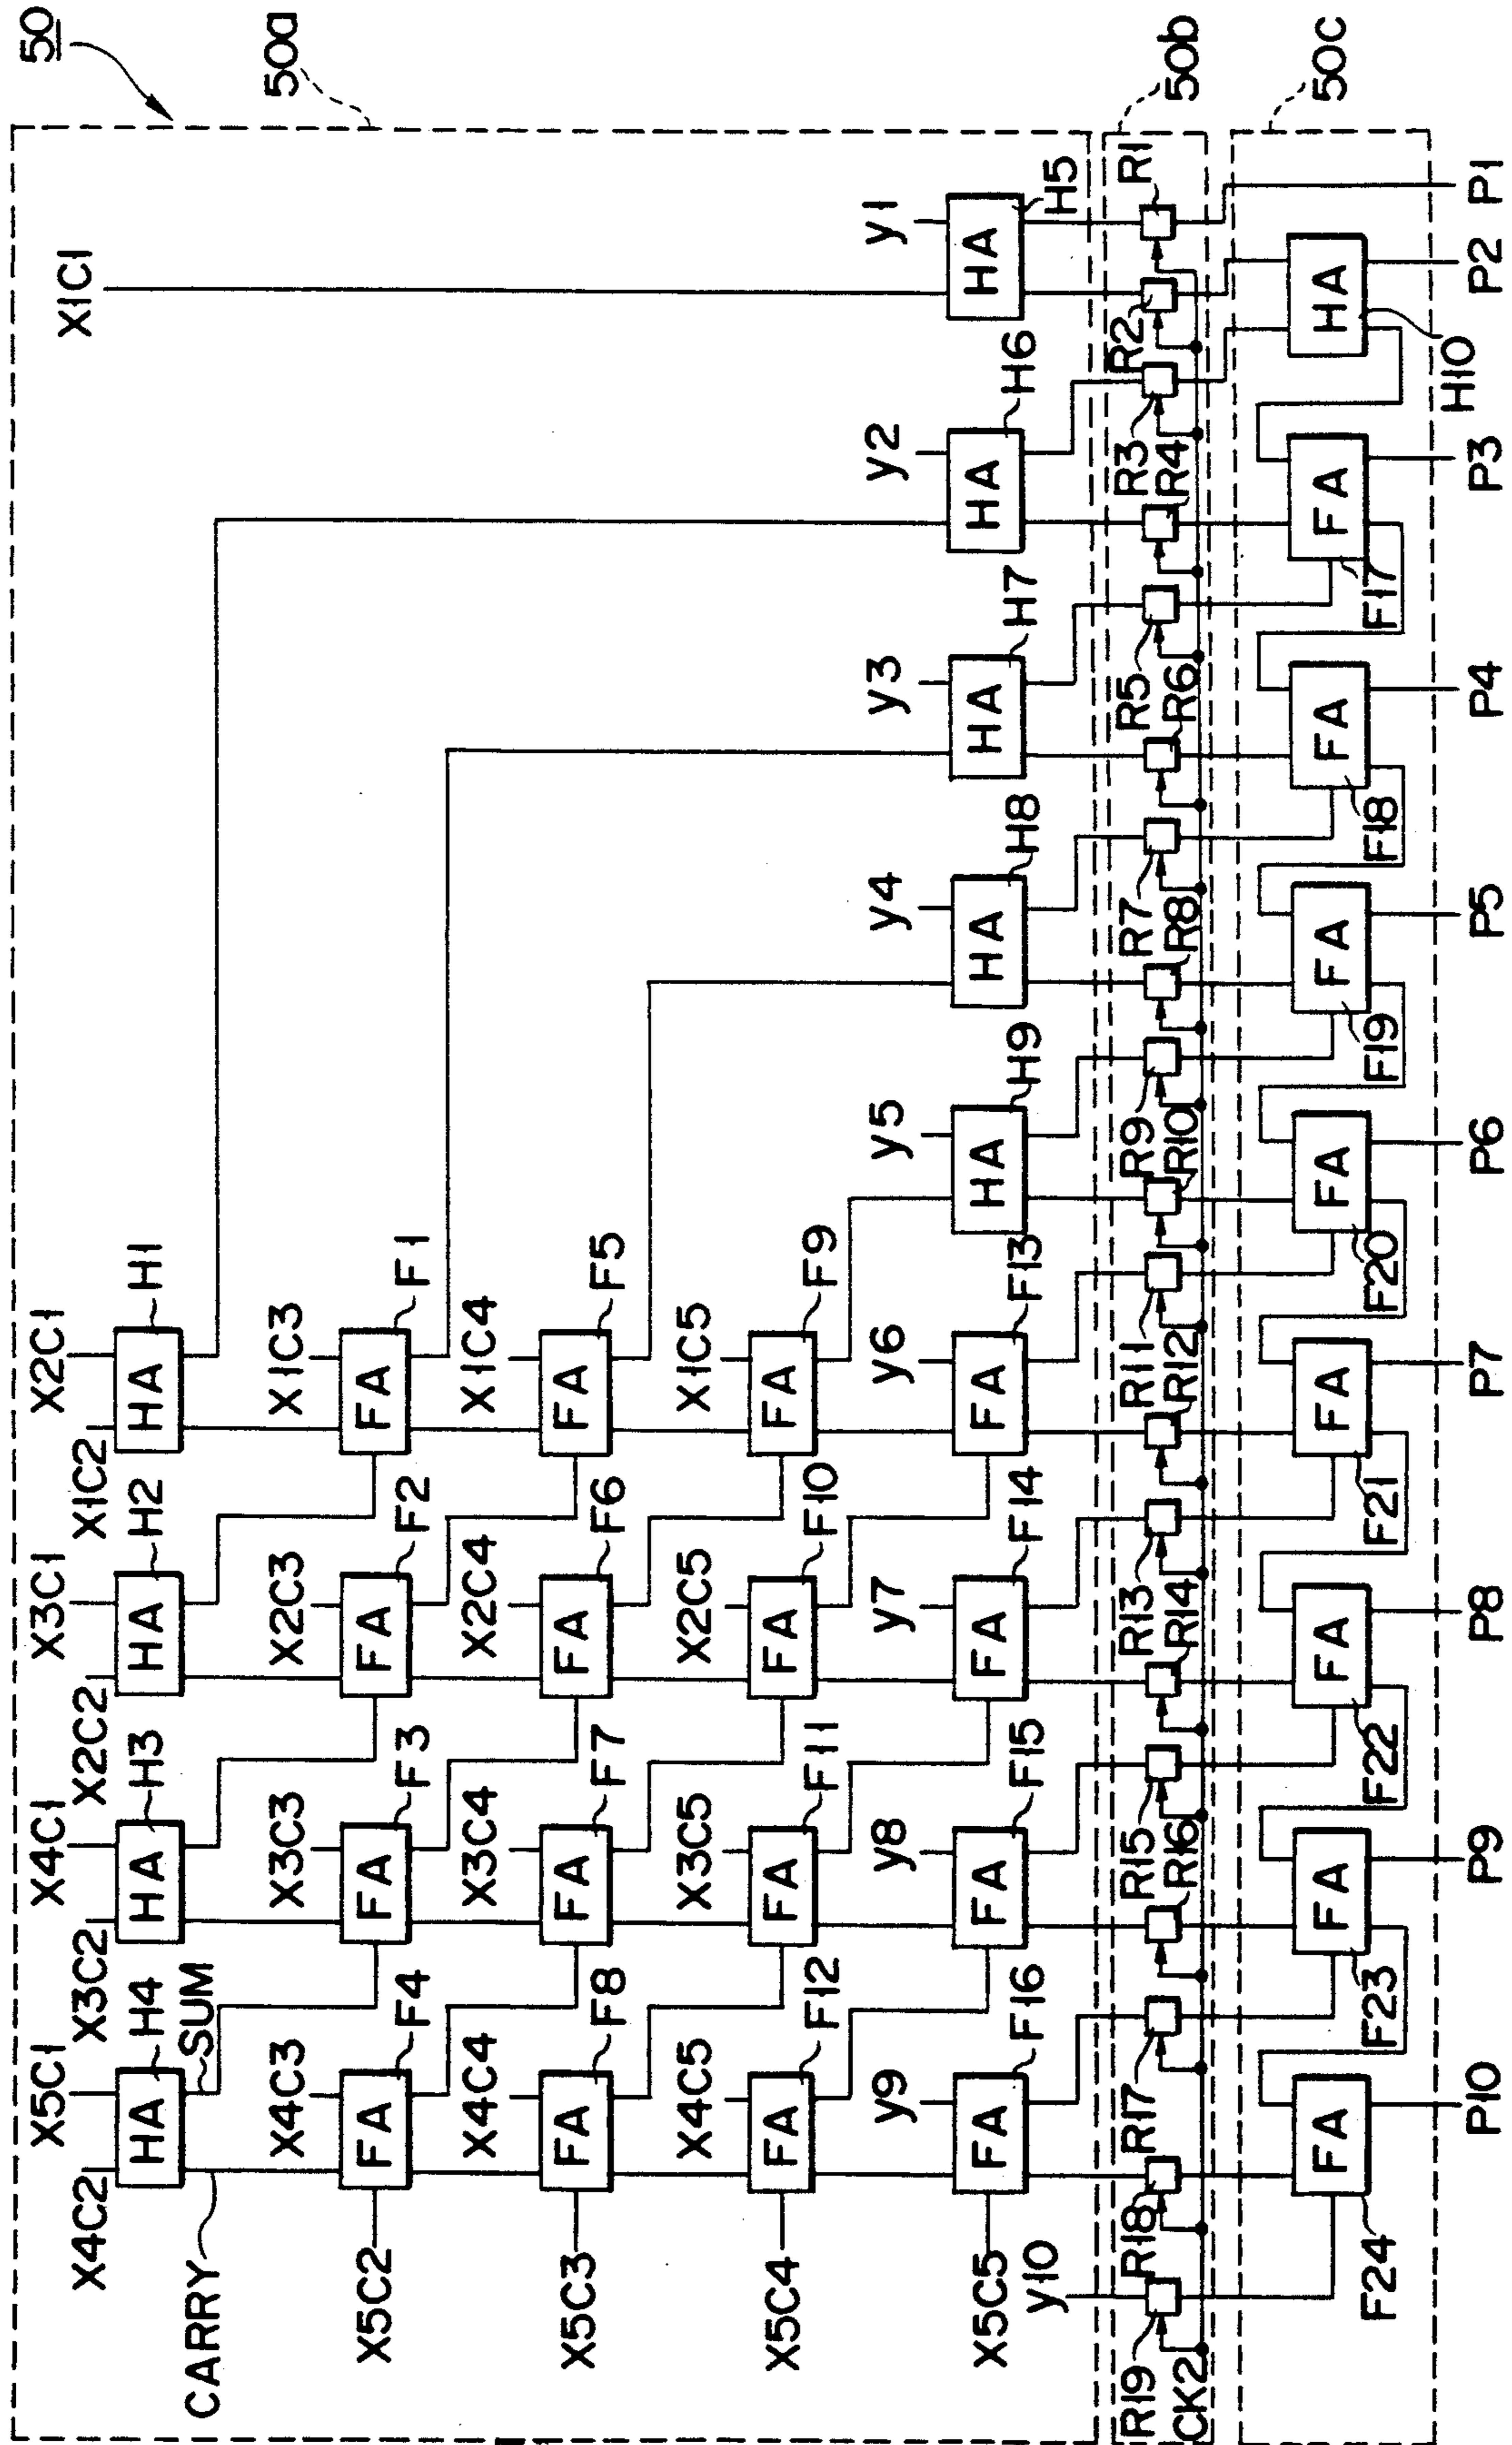 50
X5C1 X4C1 X3C1 X2C1 X1C1
X4C2 X3C2 X2C2 X1C2
HA H4 HA H3 HA H2 HA H1
CARRY SUM
50a
X4C3 X3C3 X2C3 X1C3
X5C2 FA F4 FA F3 FA F2 FA F1
X4C4 X3C4 X2C4 X1C4
X5C3 FA F8 FA F7 FA F6 FA F5
X4C5 X3C5 X2C5 X1C5
X5C4 FA F12 FA F11 FA F10 FA F9
y9 y8 y7 y6 y5 y4 y3 y2 y1
X5C5 FA F16 FA F15 FA F14 FA F13 HA H9 HA H8 HA H7 HA H6 HA H5
y10
R19 R18 R17 R16 R15 R14 R13 R12 R11 R10 R9 R8 R7 R6 R5 R4 R3 R2 R1
CK2
50b
FA FA FA FA FA FA FA FA HA
50c
F24 F23 F22 F21 F20 F19 F18 F17 H10
P10 P9 P8 P7 P6 P5 P4 P3 P2 P1